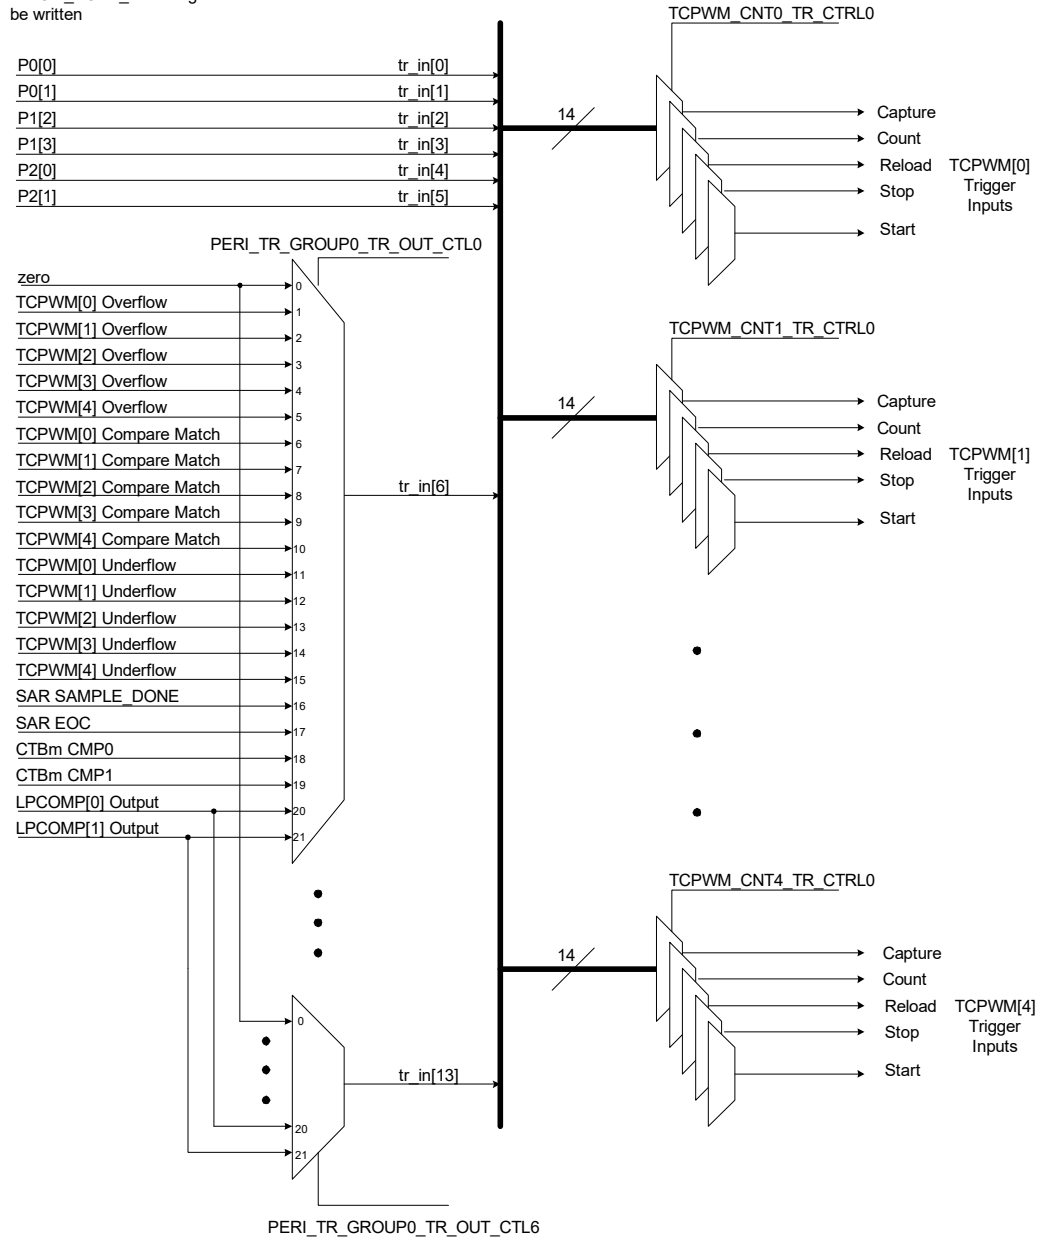 be written
TCPWM_CNT0_TR_CTRL0
P0[0] tr_in[0]
P0[1] tr_in[1]
P1[2] tr_in[2]
P1[3] tr_in[3]
P2[0] tr_in[4]
P2[1] tr_in[5]
14
Capture
Count
Reload
Stop
Start
TCPWM[0]
Trigger
Inputs
PERI_TR_GROUP0_TR_OUT_CTL0
zero 0
TCPWM[0] Overflow 1
TCPWM[1] Overflow 2
TCPWM[2] Overflow 3
TCPWM[3] Overflow 4
TCPWM[4] Overflow 5
TCPWM[0] Compare Match 6
TCPWM[1] Compare Match 7
TCPWM[2] Compare Match 8
TCPWM[3] Compare Match 9
TCPWM[4] Compare Match 10
TCPWM[0] Underflow 11
TCPWM[1] Underflow 12
TCPWM[2] Underflow 13
TCPWM[3] Underflow 14
TCPWM[4] Underflow 15
SAR SAMPLE_DONE 16
SAR EOC 17
CTBm CMP0 18
CTBm CMP1 19
LPCOMP[0] Output 20
LPCOMP[1] Output 21
tr_in[6]
TCPWM_CNT1_TR_CTRL0
14
Capture
Count
Reload
Stop
Start
TCPWM[1]
Trigger
Inputs
TCPWM_CNT4_TR_CTRL0
14
Capture
Count
Reload
Stop
Start
TCPWM[4]
Trigger
Inputs
0
20
21
tr_in[13]
PERI_TR_GROUP0_TR_OUT_CTL6